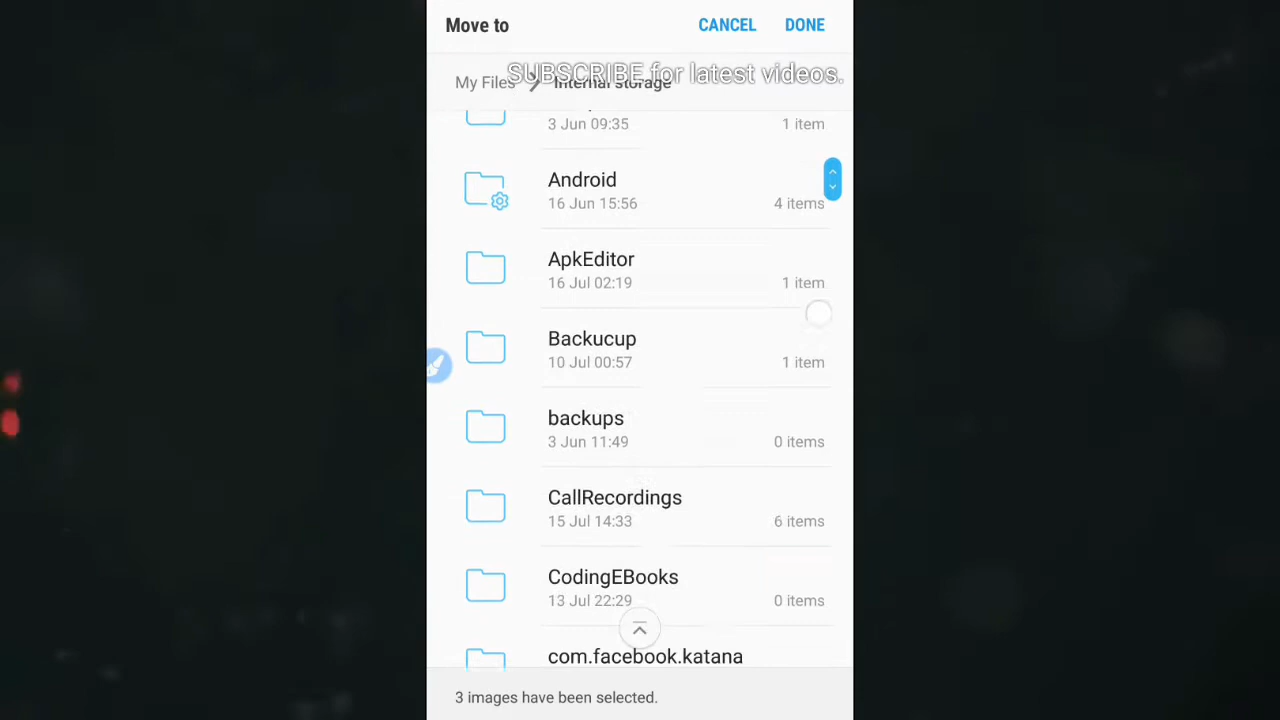 Move to
CANCEL
DONE
SUBSCRIBE for latest videos.
My Files
Internal storage
3 Jun 09:35
1 item
Android
16 Jun 15:56
4 items
ApkEditor
16 Jul 02:19
1 item
Backucup
10 Jul 00:57
1 item
backups
3 Jun 11:49
0 items
CallRecordings
15 Jul 14:33
6 items
CodingEBooks
13 Jul 22:29
0 items
com.facebook.katana
3 images have been selected.